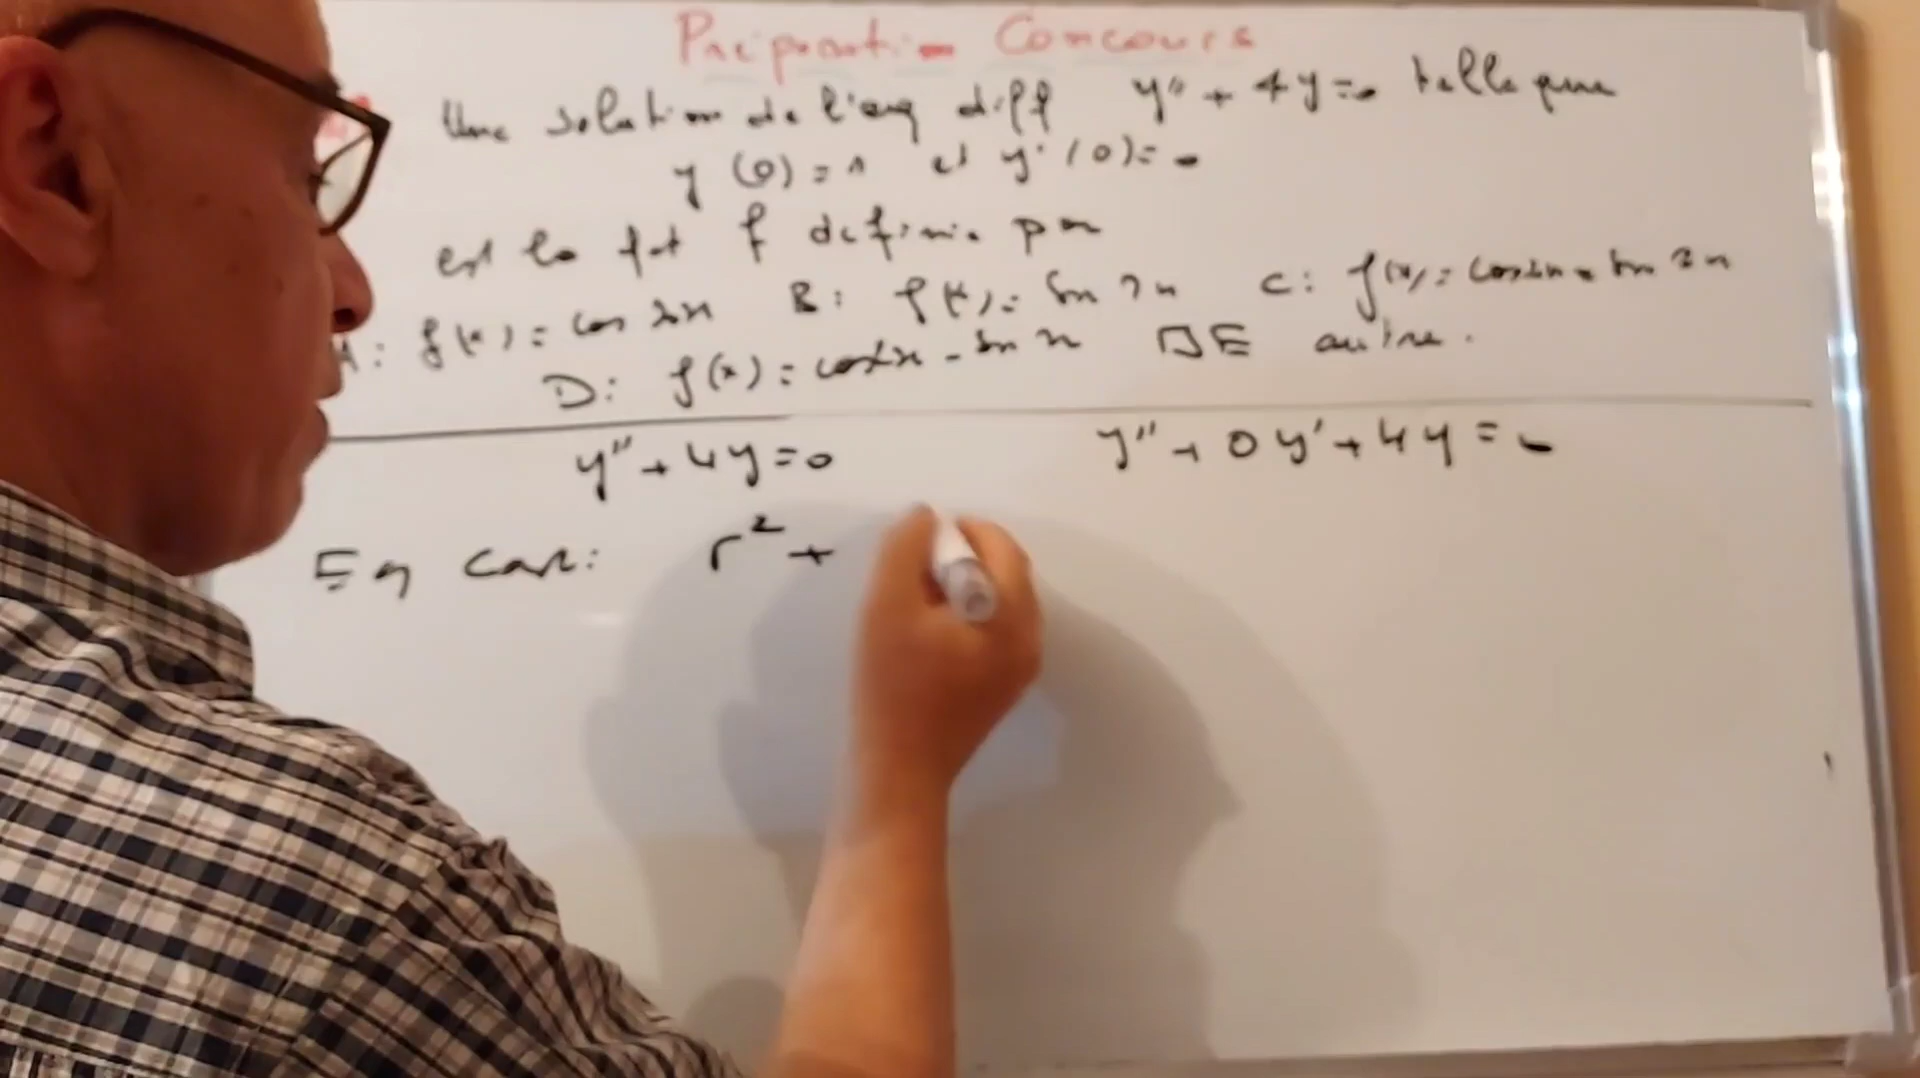 Préparation Concours
Une solution de l'eq diff y" + 4y = 0 telle que
y(0) = 1 et y'(0) = 0
est la fct f définie par
A: f(x) = cos 2x B: f(x) = Sin 2x C: f(x) = cos2x - Sin 2x
D: f(x) = cos2x - Sin x E autre.
y" + 4y = 0 y" + 0y' + 4y = 0
Eq car: r² +